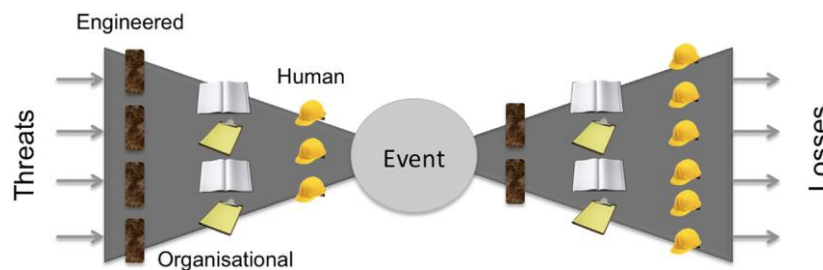 Engineered
Human
Threats
Event
Losses
Organisational